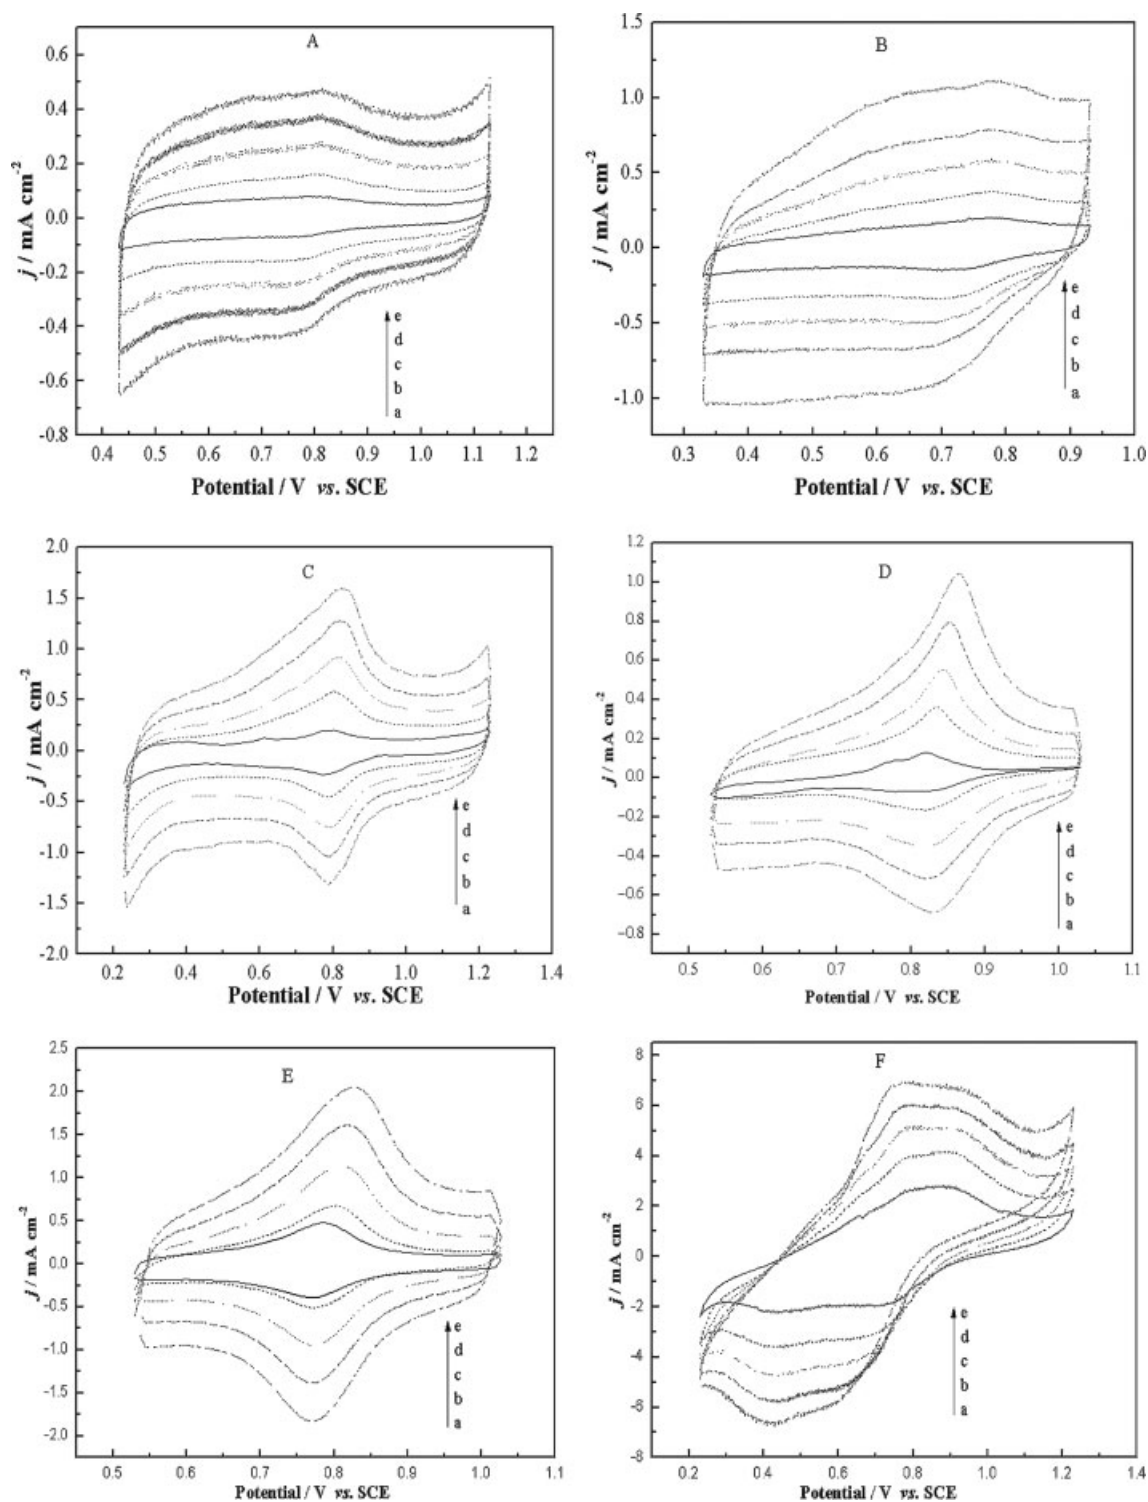 A
0.6
0.4
0.2
0.0
-0.2
-0.4
-0.6
-0.8
j / mA cm-2
e
d
c
b
a
0.4 0.5 0.6 0.7 0.8 0.9 1.0 1.1 1.2
Potential / V vs. SCE
B
1.5
1.0
0.5
0.0
-0.5
-1.0
j / mA cm-2
e
d
c
b
a
0.3 0.4 0.5 0.6 0.7 0.8 0.9 1.0
Potential / V vs. SCE
C
2.0
1.5
1.0
0.5
0.0
-0.5
-1.0
-1.5
-2.0
j / mA cm-2
e
d
c
b
a
0.2 0.4 0.6 0.8 1.0 1.2 1.4
Potential / V vs. SCE
D
1.2
1.0
0.8
0.6
0.4
0.2
0.0
-0.2
-0.4
-0.6
-0.8
j / mA cm-2
e
d
c
b
a
0.5 0.6 0.7 0.8 0.9 1.0 1.1
Potential / V vs. SCE
E
2.5
2.0
1.5
1.0
0.5
0.0
-0.5
-1.0
-1.5
-2.0
j / mA cm-2
e
d
c
b
a
0.5 0.6 0.7 0.8 0.9 1.0 1.1
Potential / V vs. SCE
F
8
6
4
2
0
-2
-4
-6
-8
j / mA cm-2
e
d
c
b
a
0.2 0.4 0.6 0.8 1.0 1.2 1.4
Potential / V vs. SCE